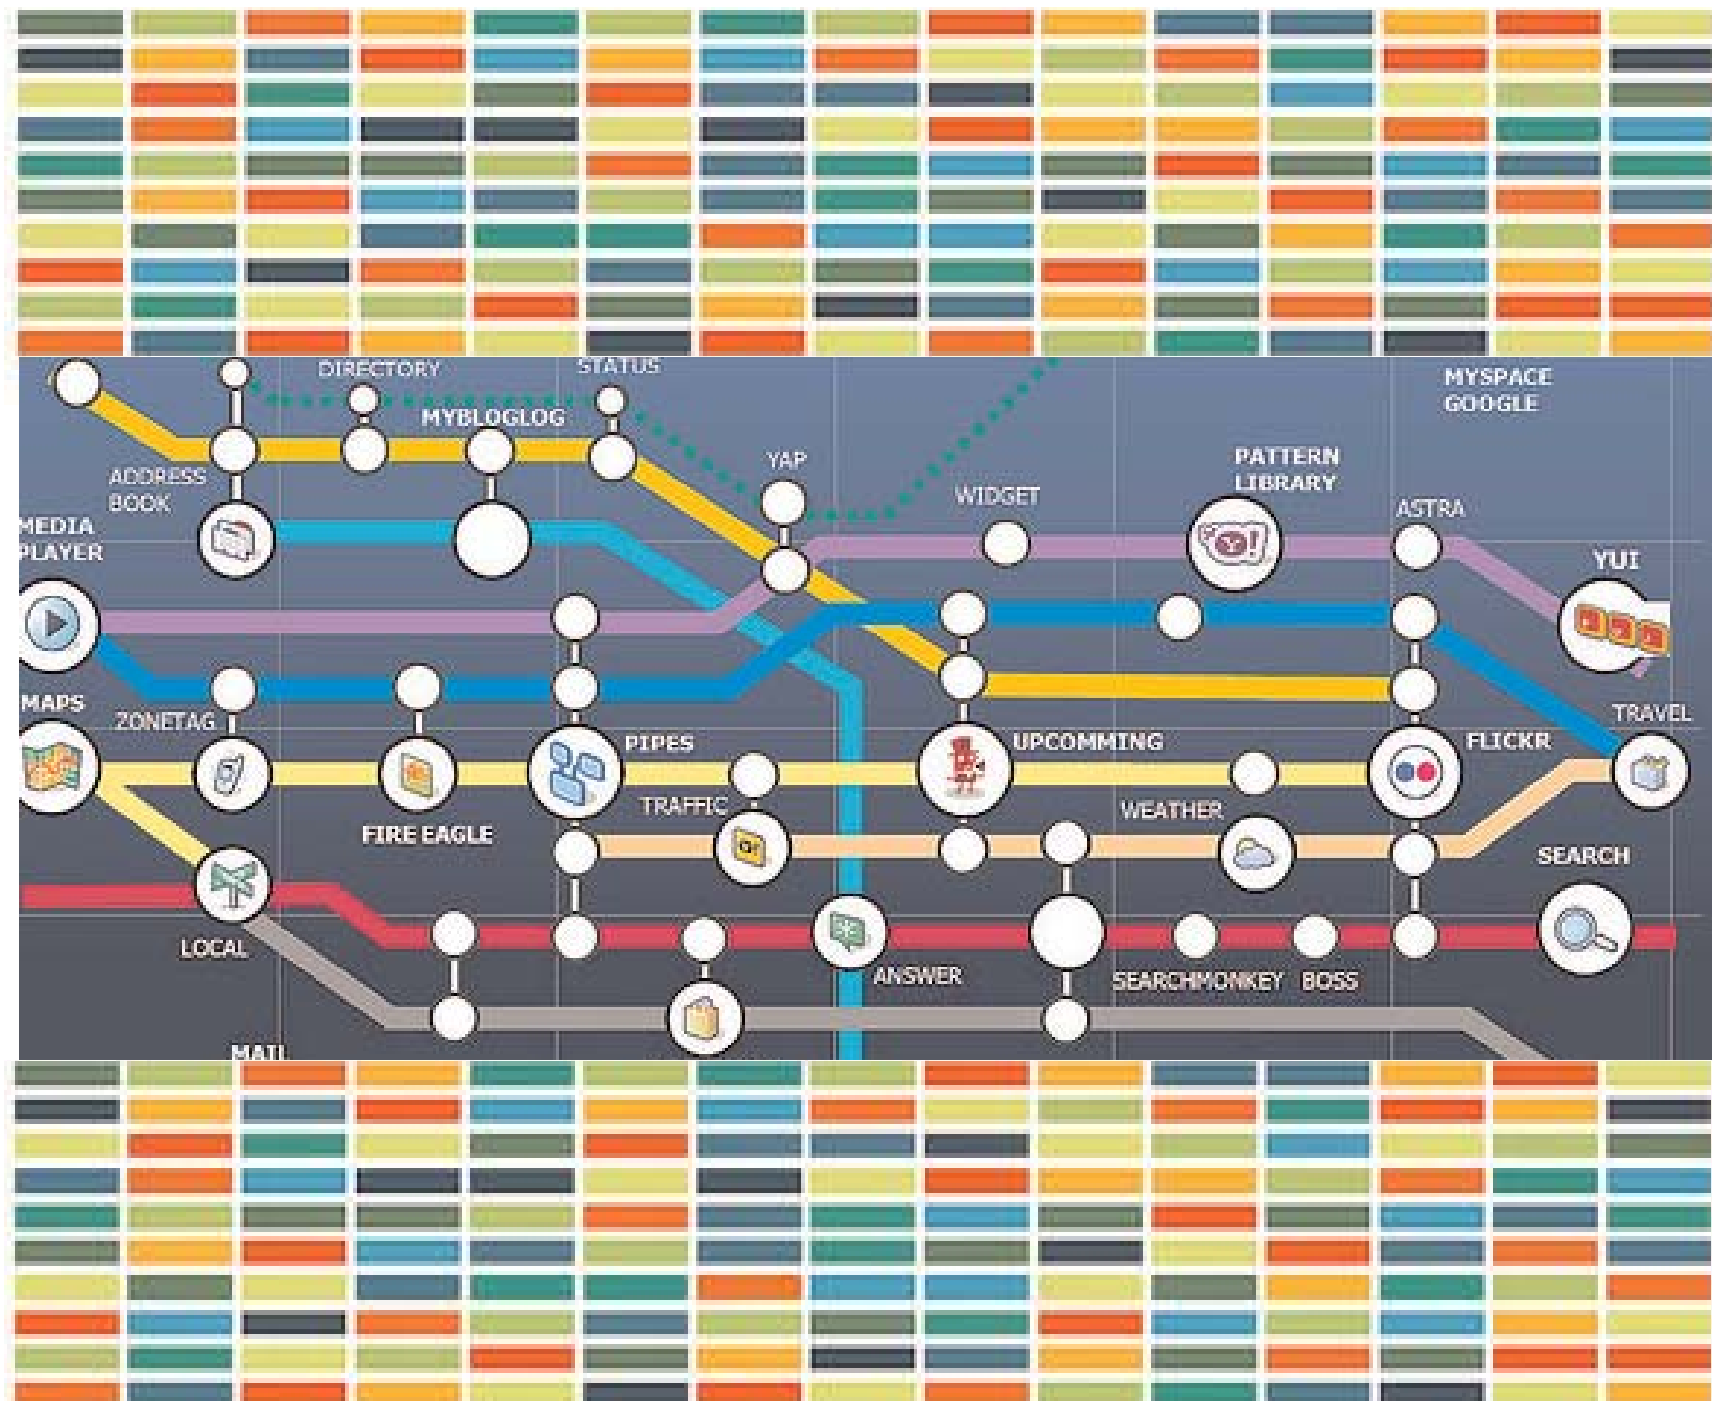 DIRECTORY
STATUS
MYSPACE
GOOGLE
MYBLOGLOG
ADDRESS
BOOK
YAP
WIDGET
PATTERN
LIBRARY
ASTRA
MEDIA
PLAYER
YUI
MAPS
ZONETAG
PIPES
UPCOMMING
FLICKR
TRAVEL
TRAFFIC
WEATHER
FIRE EAGLE
SEARCH
LOCAL
ANSWER
SEARCHMONKEY
BOSS
MAIL